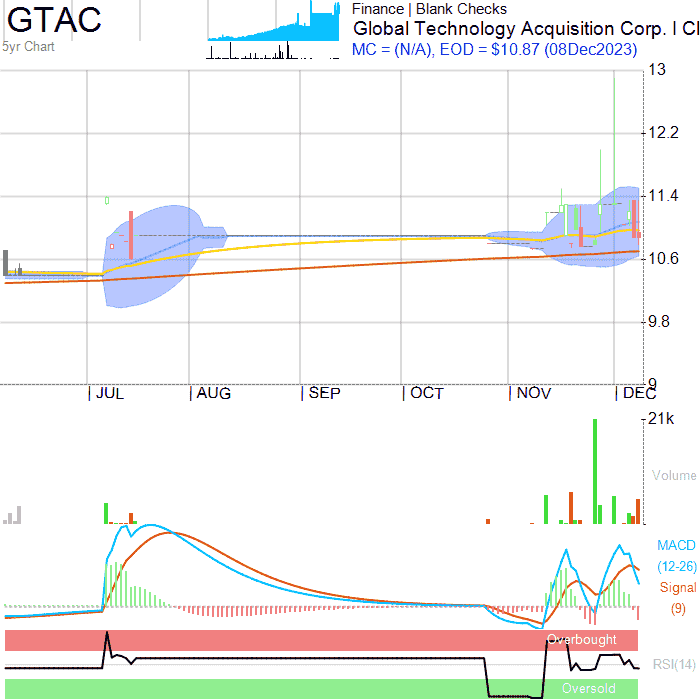 GTAC
5yr Chart
Finance | Blank Checks
Global Technology Acquisition Corp. I Cl
MC = (N/A), EOD = $10.87 (08Dec2023)
13
12.2
11.4
10.6
9.8
9
JUL AUG SEP OCT NOV DEC
21k
Volume
MACD
(12-26)
Signal
(9)
Overbought
RSI(14)
Oversold